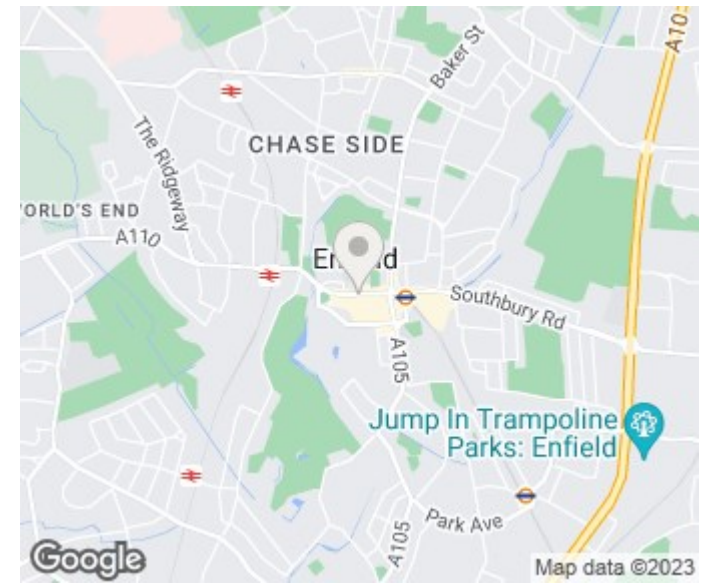 A10
Baker St
CHASE SIDE
The Ridgeway
ORLD'S END
A110
En d
Southbury Rd
A105
Jump In Trampoline
Parks: Enfield
Park Ave
A105
Google
Map data ©2023